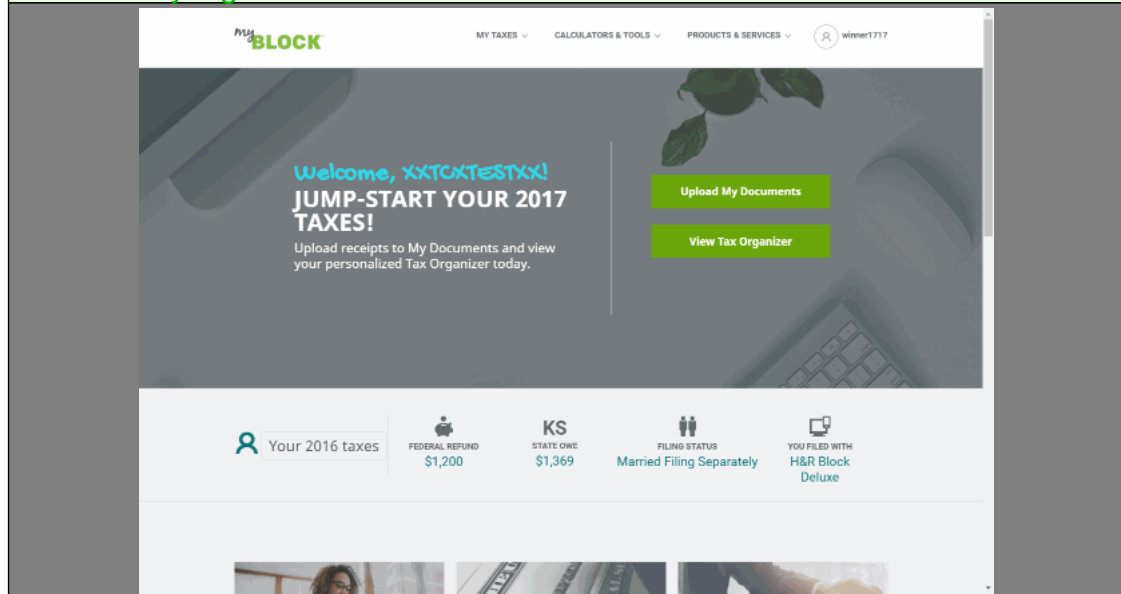 my BLOCK
MY TAXES
CALCULATORS & TOOLS
PRODUCTS & SERVICES
winner1717
Welcome, XXTCXTESTXX!
JUMP-START YOUR 2017
TAXES!
Upload receipts to My Documents and view
your personalized Tax Organizer today.
Upload My Documents
View Tax Organizer
Your 2016 taxes
FEDERAL REFUND
$1,200
KS
STATE OWE
$1,369
FILING STATUS
Married Filing Separately
YOU FILED WITH
H&R Block
Deluxe